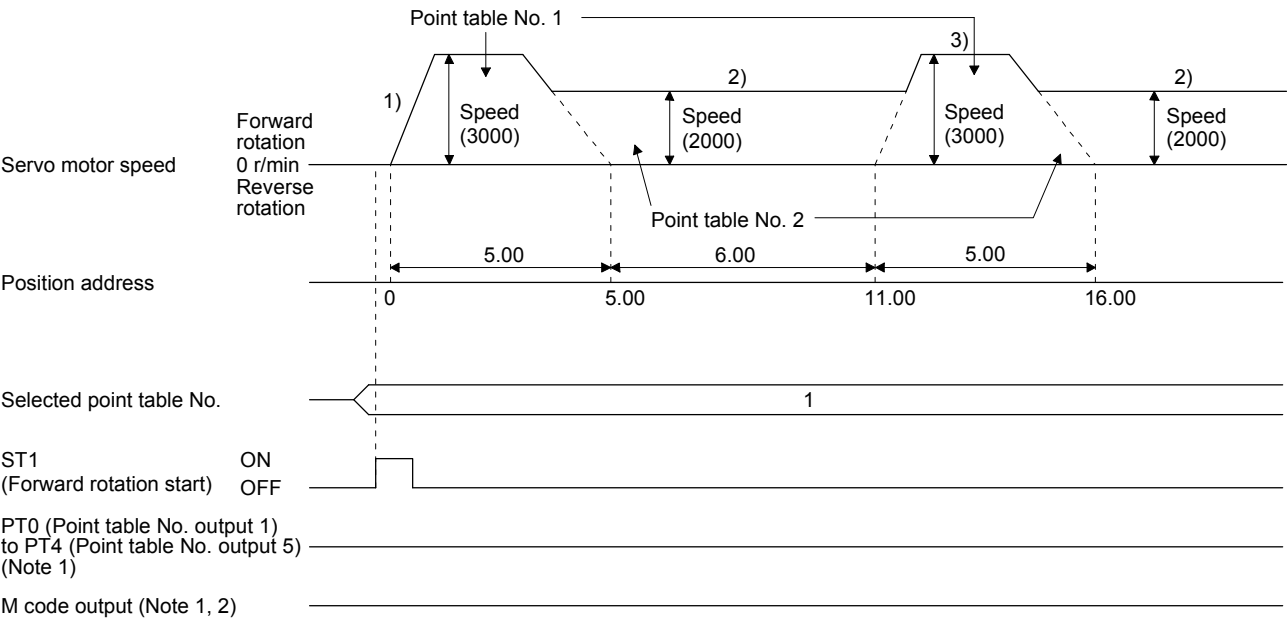 Point table No. 1
3)
2)
2)
1)
Speed
(3000)
Speed
(2000)
Speed
(3000)
Speed
(2000)
Forward
rotation
Servo motor speed
0 r/min
Reverse
rotation
Point table No. 2
5.00
6.00
5.00
Position address
0
5.00
11.00
16.00
Selected point table No.
1
ST1
(Forward rotation start)
ON
OFF
PT0 (Point table No. output 1)
to PT4 (Point table No. output 5)
(Note 1)
M code output (Note 1, 2)